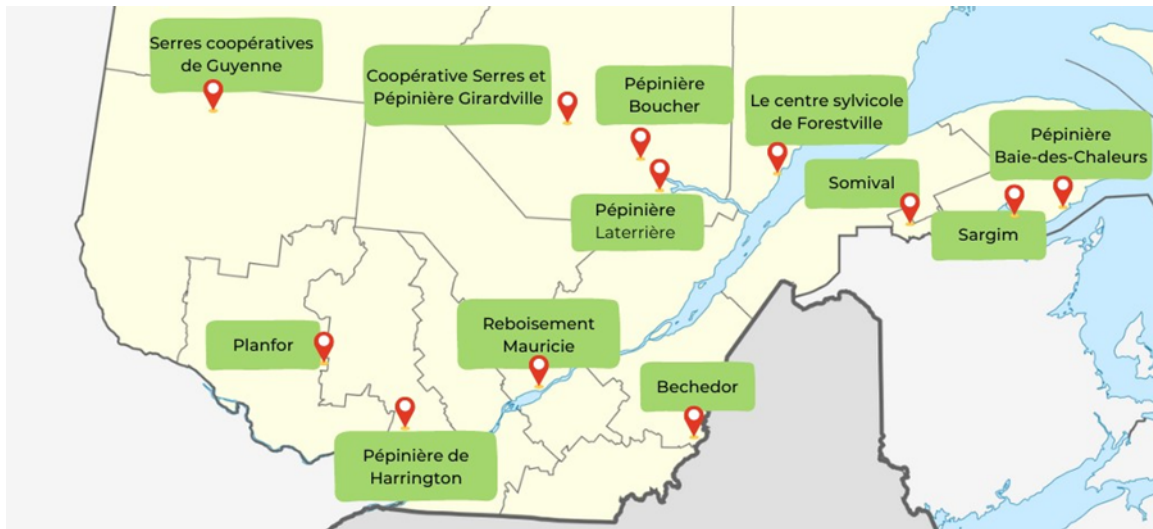 Serres coopératives
de Guyenne
Coopérative Serres et
Pépinière Girardville
Pépinière
Boucher
Le centre sylvicole
de Forestville
Pépinière
Baie-des-Chaleurs
Somival
Pépinière
Laterrière
Sargim
Planfor
Reboisement
Mauricie
Bechedor
Pépinière de
Harrington